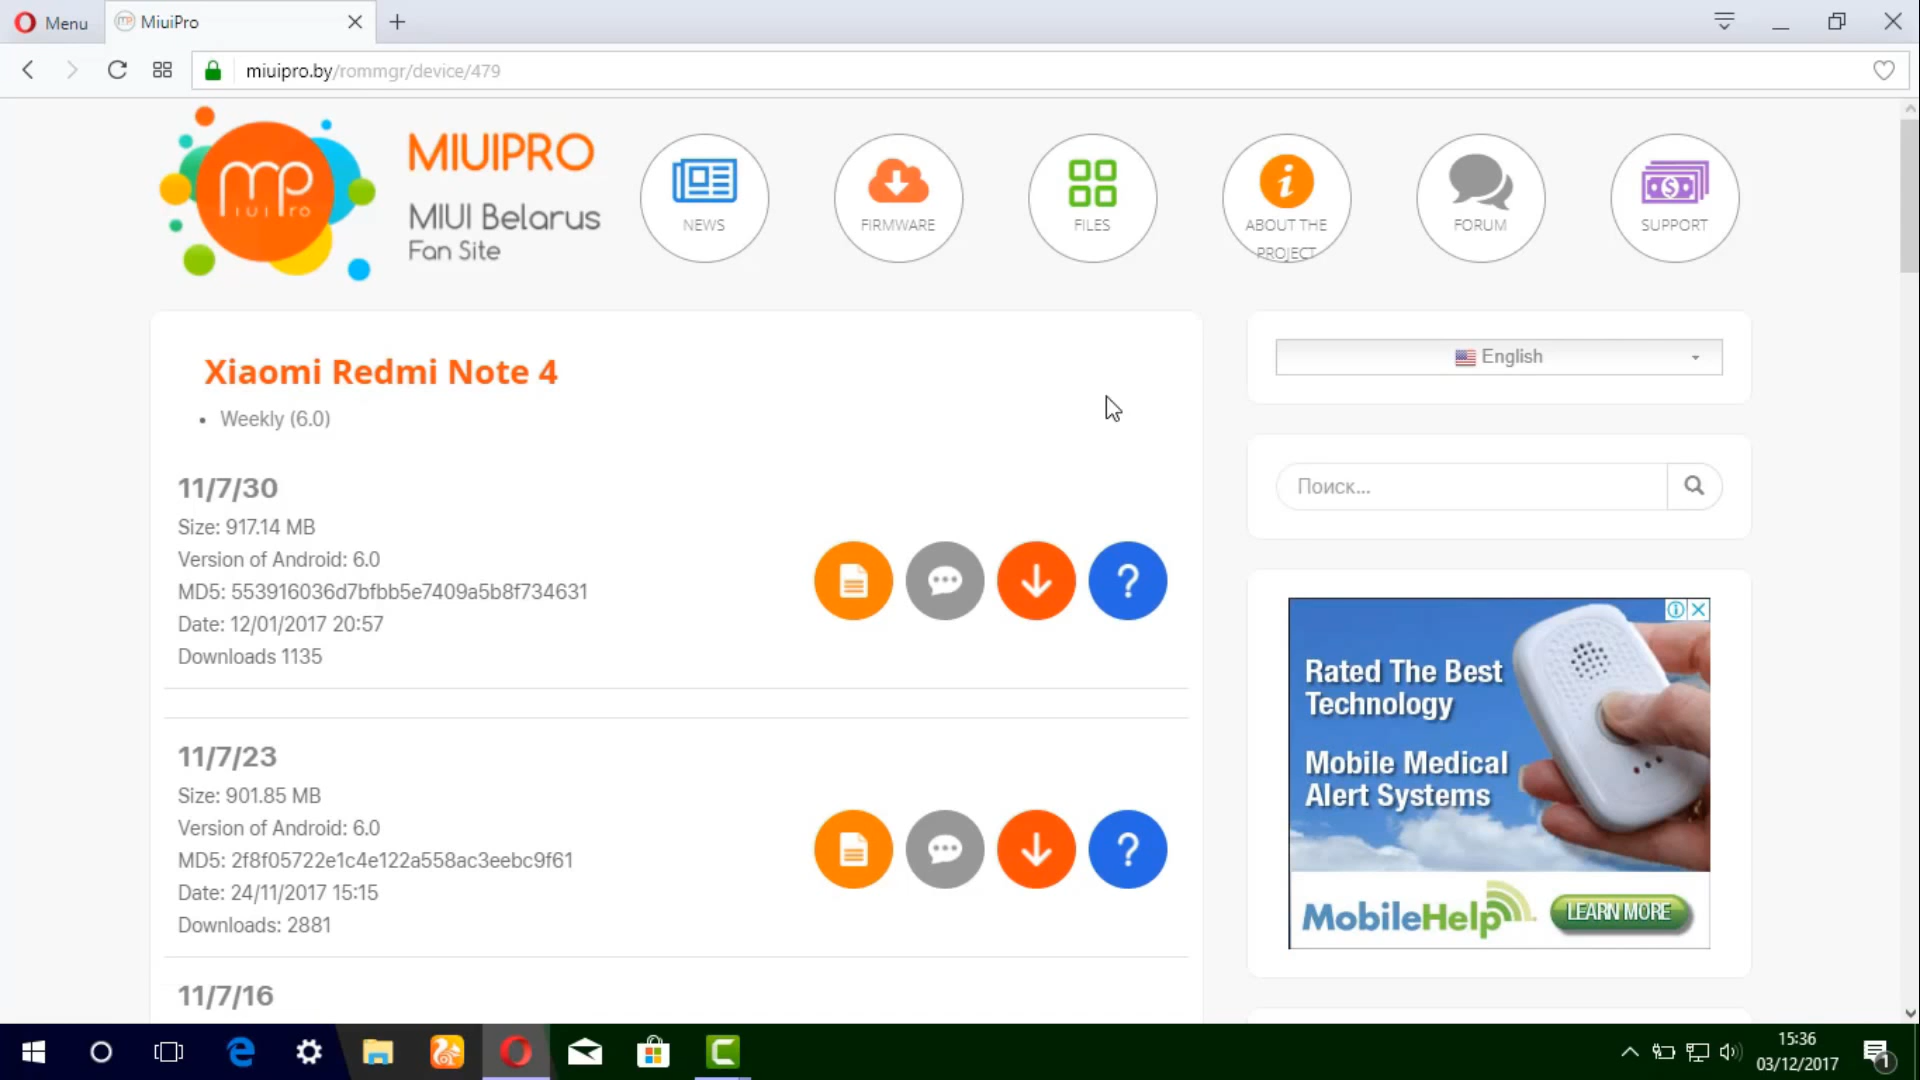 Menu
MiuiPro
miuipro.by/rommgr/device/479
mp
MiuiPro
MIUIPRO
MIUI Belarus
Fan Site
NEWS
FIRMWARE
FILES
ABOUT THE
PROJECT
FORUM
SUPPORT
Xiaomi Redmi Note 4
• Weekly (6.0)
11/7/30
Size: 917.14 MB
Version of Android: 6.0
MD5: 553916036d7bfbb5e7409a5b8f734631
Date: 12/01/2017 20:57
Downloads 1135
11/7/23
Size: 901.85 MB
Version of Android: 6.0
MD5: 2f8f05722e1c4e122a558ac3eebc9f61
Date: 24/11/2017 15:15
Downloads: 2881
11/7/16
English
Поиск...
Rated The Best
Technology
Mobile Medical
Alert Systems
MobileHelp
LEARN MORE
15:36
03/12/2017
1